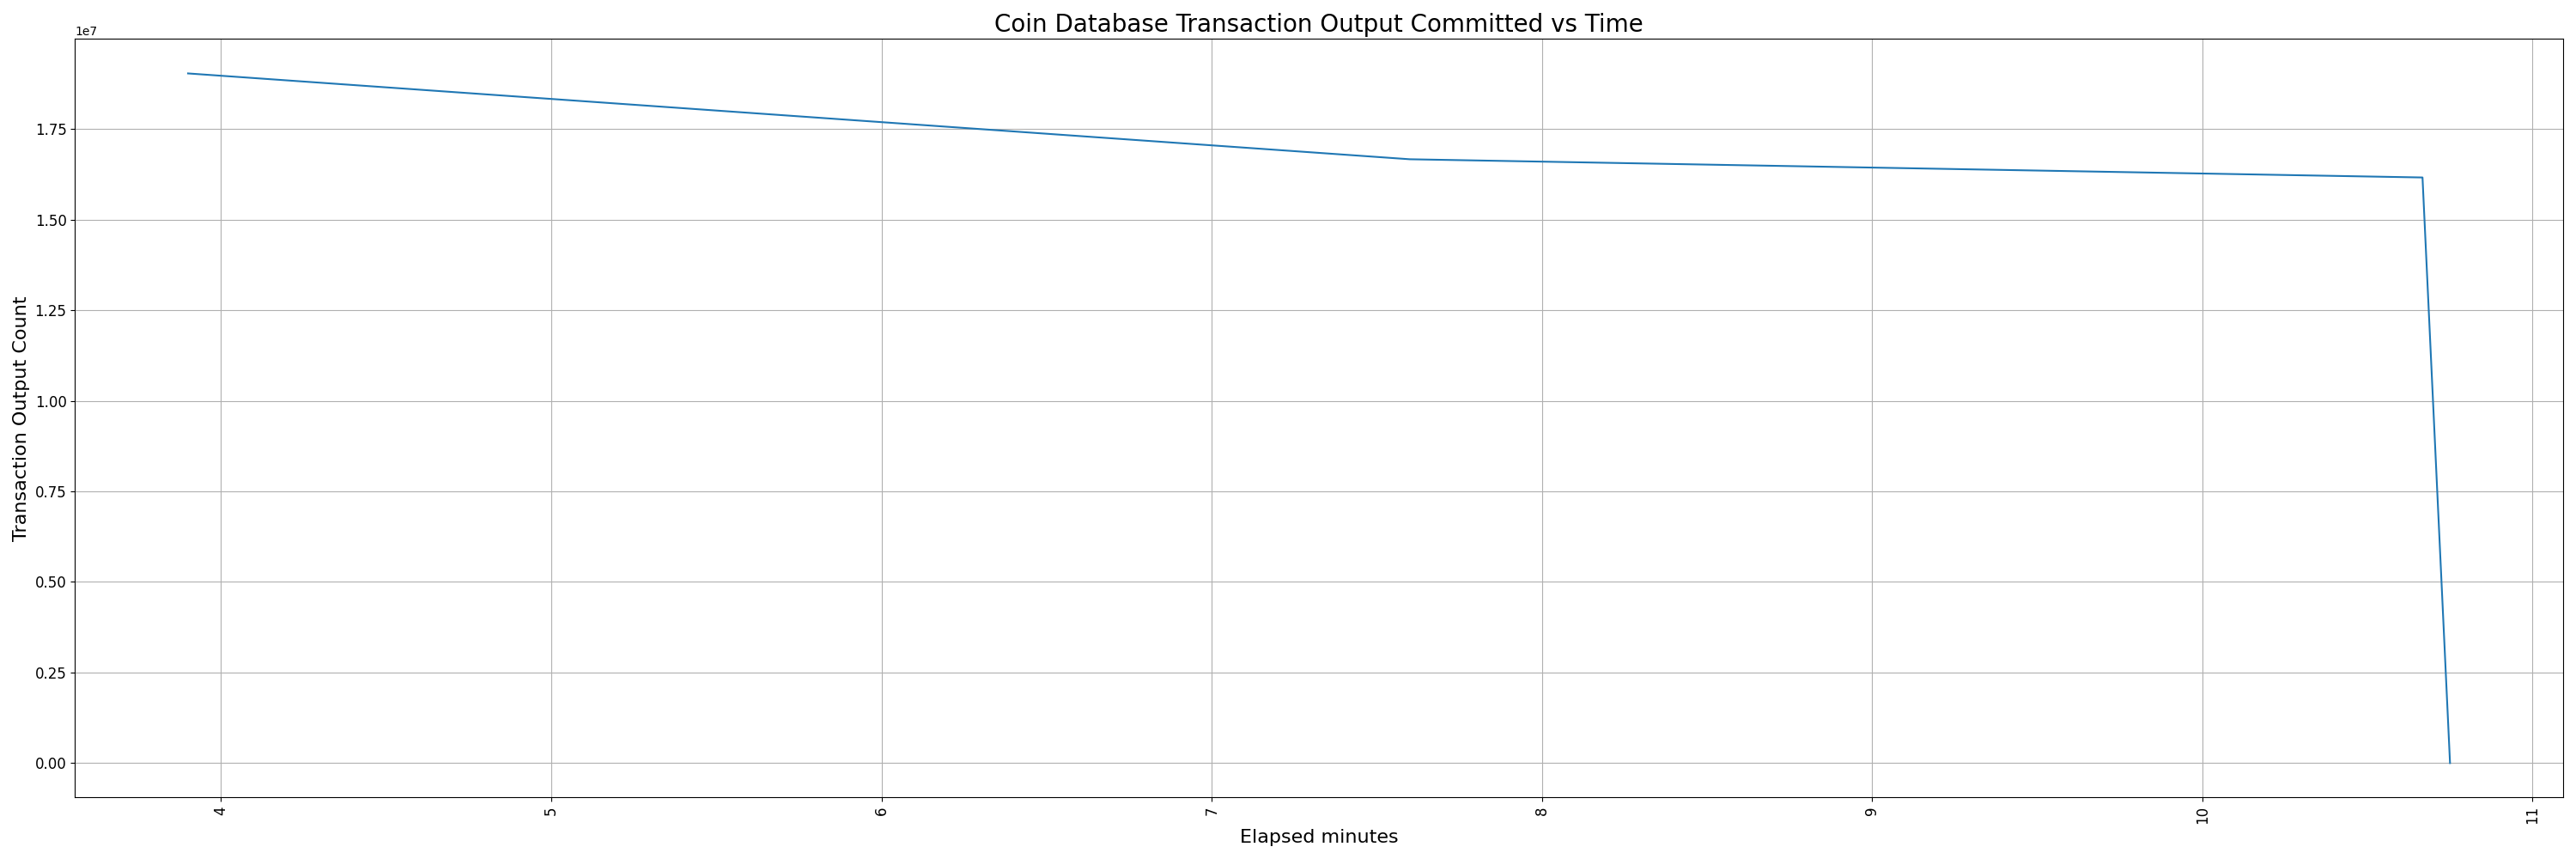 Coin Database Transaction Output Committed vs Time
1e7
1.75
1.50
1.25
1.00
0.75
0.50
0.25
0.00
Transaction Output Count
4 5 6 7 8 9 10 11
Elapsed minutes